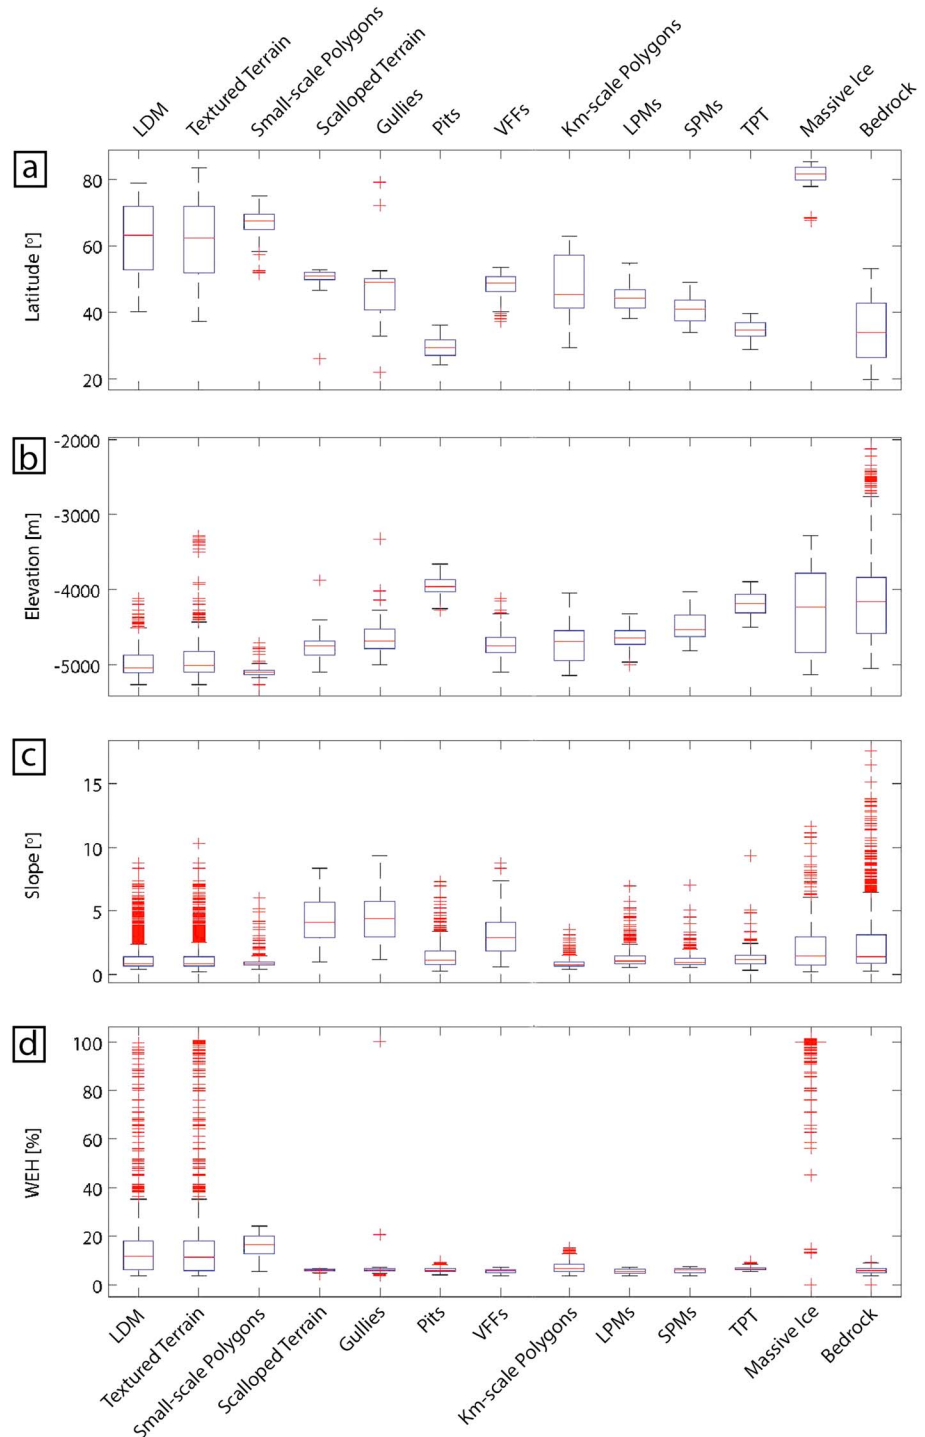 LDM
Textured Terrain
Small-scale Polygons
Scalloped Terrain
Gullies
Pits
VFFs
Km-scale Polygons
LPMs
SPMs
TPT
Massive Ice
Bedrock
a
Latitude [°]
80
60
40
20
b
Elevation [m]
-2000
-3000
-4000
-5000
c
Slope [°]
15
10
5
0
d
WEH [%]
100
80
60
40
20
0
LDM
Textured Terrain
Small-scale Polygons
Scalloped Terrain
Gullies
Pits
VFFs
Km-scale Polygons
LPMs
SPMs
TPT
Massive Ice
Bedrock